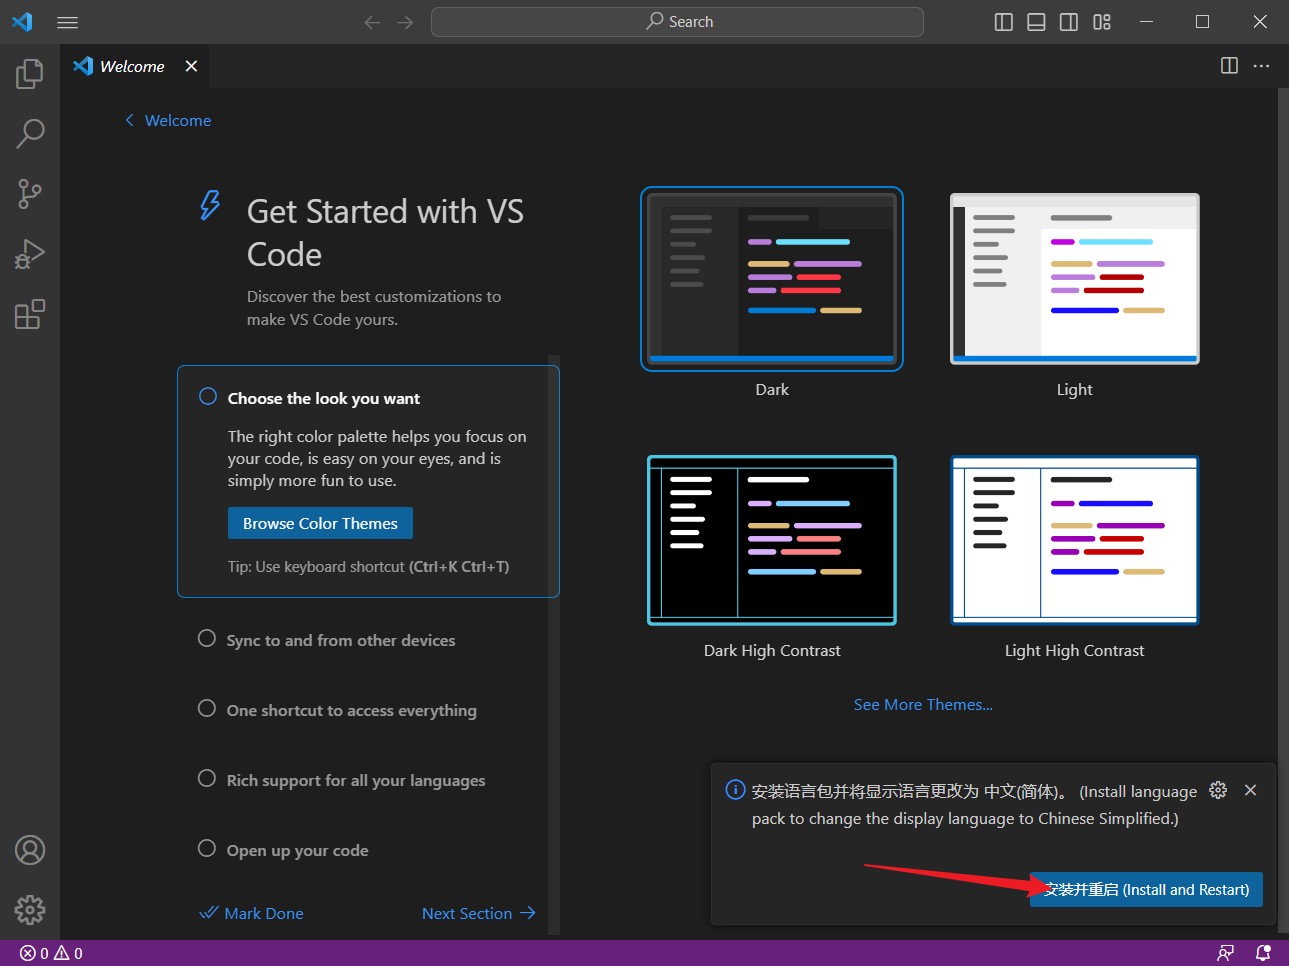 Search
Welcome
Welcome
Get Started with VS
Code
Discover the best customizations to
make VS Code yours.
Choose the look you want
The right color palette helps you focus on
your code, is easy on your eyes, and is
simply more fun to use.
Browse Color Themes
Tip: Use keyboard shortcut (Ctrl+K Ctrl+T)
Sync to and from other devices
One shortcut to access everything
Rich support for all your languages
Open up your code
Mark Done
Next Section
Dark
Light
Dark High Contrast
Light High Contrast
See More Themes...
安装语言包并将显示语言更改为 中文(简体)。 (Install language
pack to change the display language to Chinese Simplified.)
安装并重启 (Install and Restart)
0 0